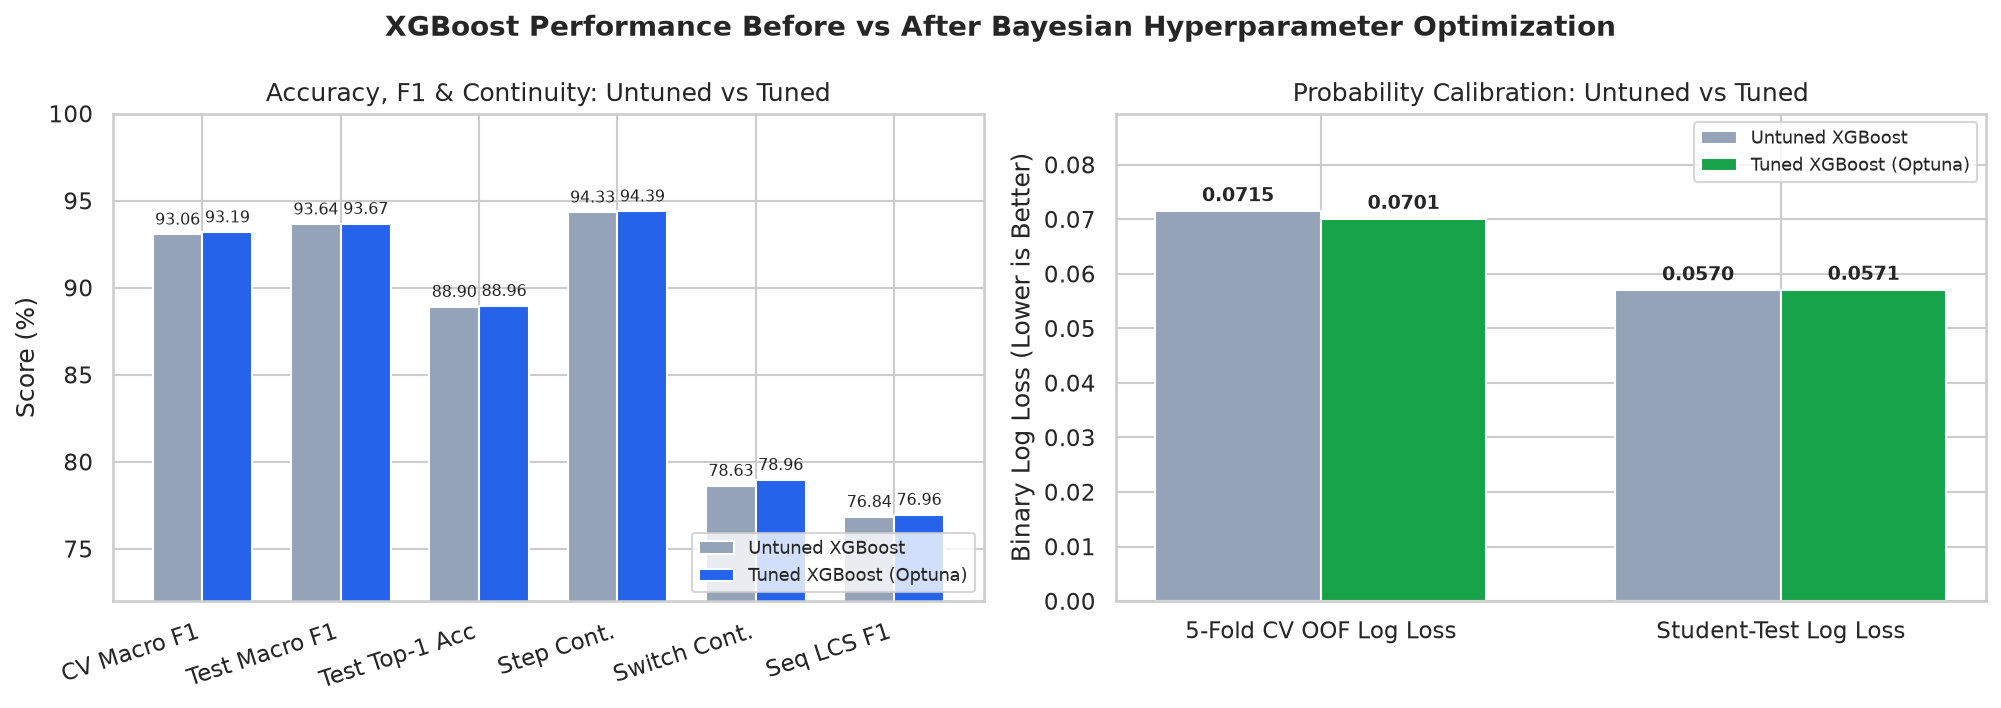 XGBoost Performance Before vs After Bayesian Hyperparameter Optimization
Accuracy, F1 & Continuity: Untuned vs Tuned
Score (%)
100
95
90
85
80
75
93.06 93.19
93.64 93.67
88.90 88.96
94.33 94.39
78.63 78.96
76.84 76.96
Untuned XGBoost
Tuned XGBoost (Optuna)
CV Macro F1
Test Macro F1
Test Top-1 Acc
Step Cont.
Switch Cont.
Seq LCS F1
Probability Calibration: Untuned vs Tuned
Binary Log Loss (Lower is Better)
0.08
0.07
0.06
0.05
0.04
0.03
0.02
0.01
0.00
Untuned XGBoost
Tuned XGBoost (Optuna)
0.0715
0.0701
0.0570
0.0571
5-Fold CV OOF Log Loss
Student-Test Log Loss